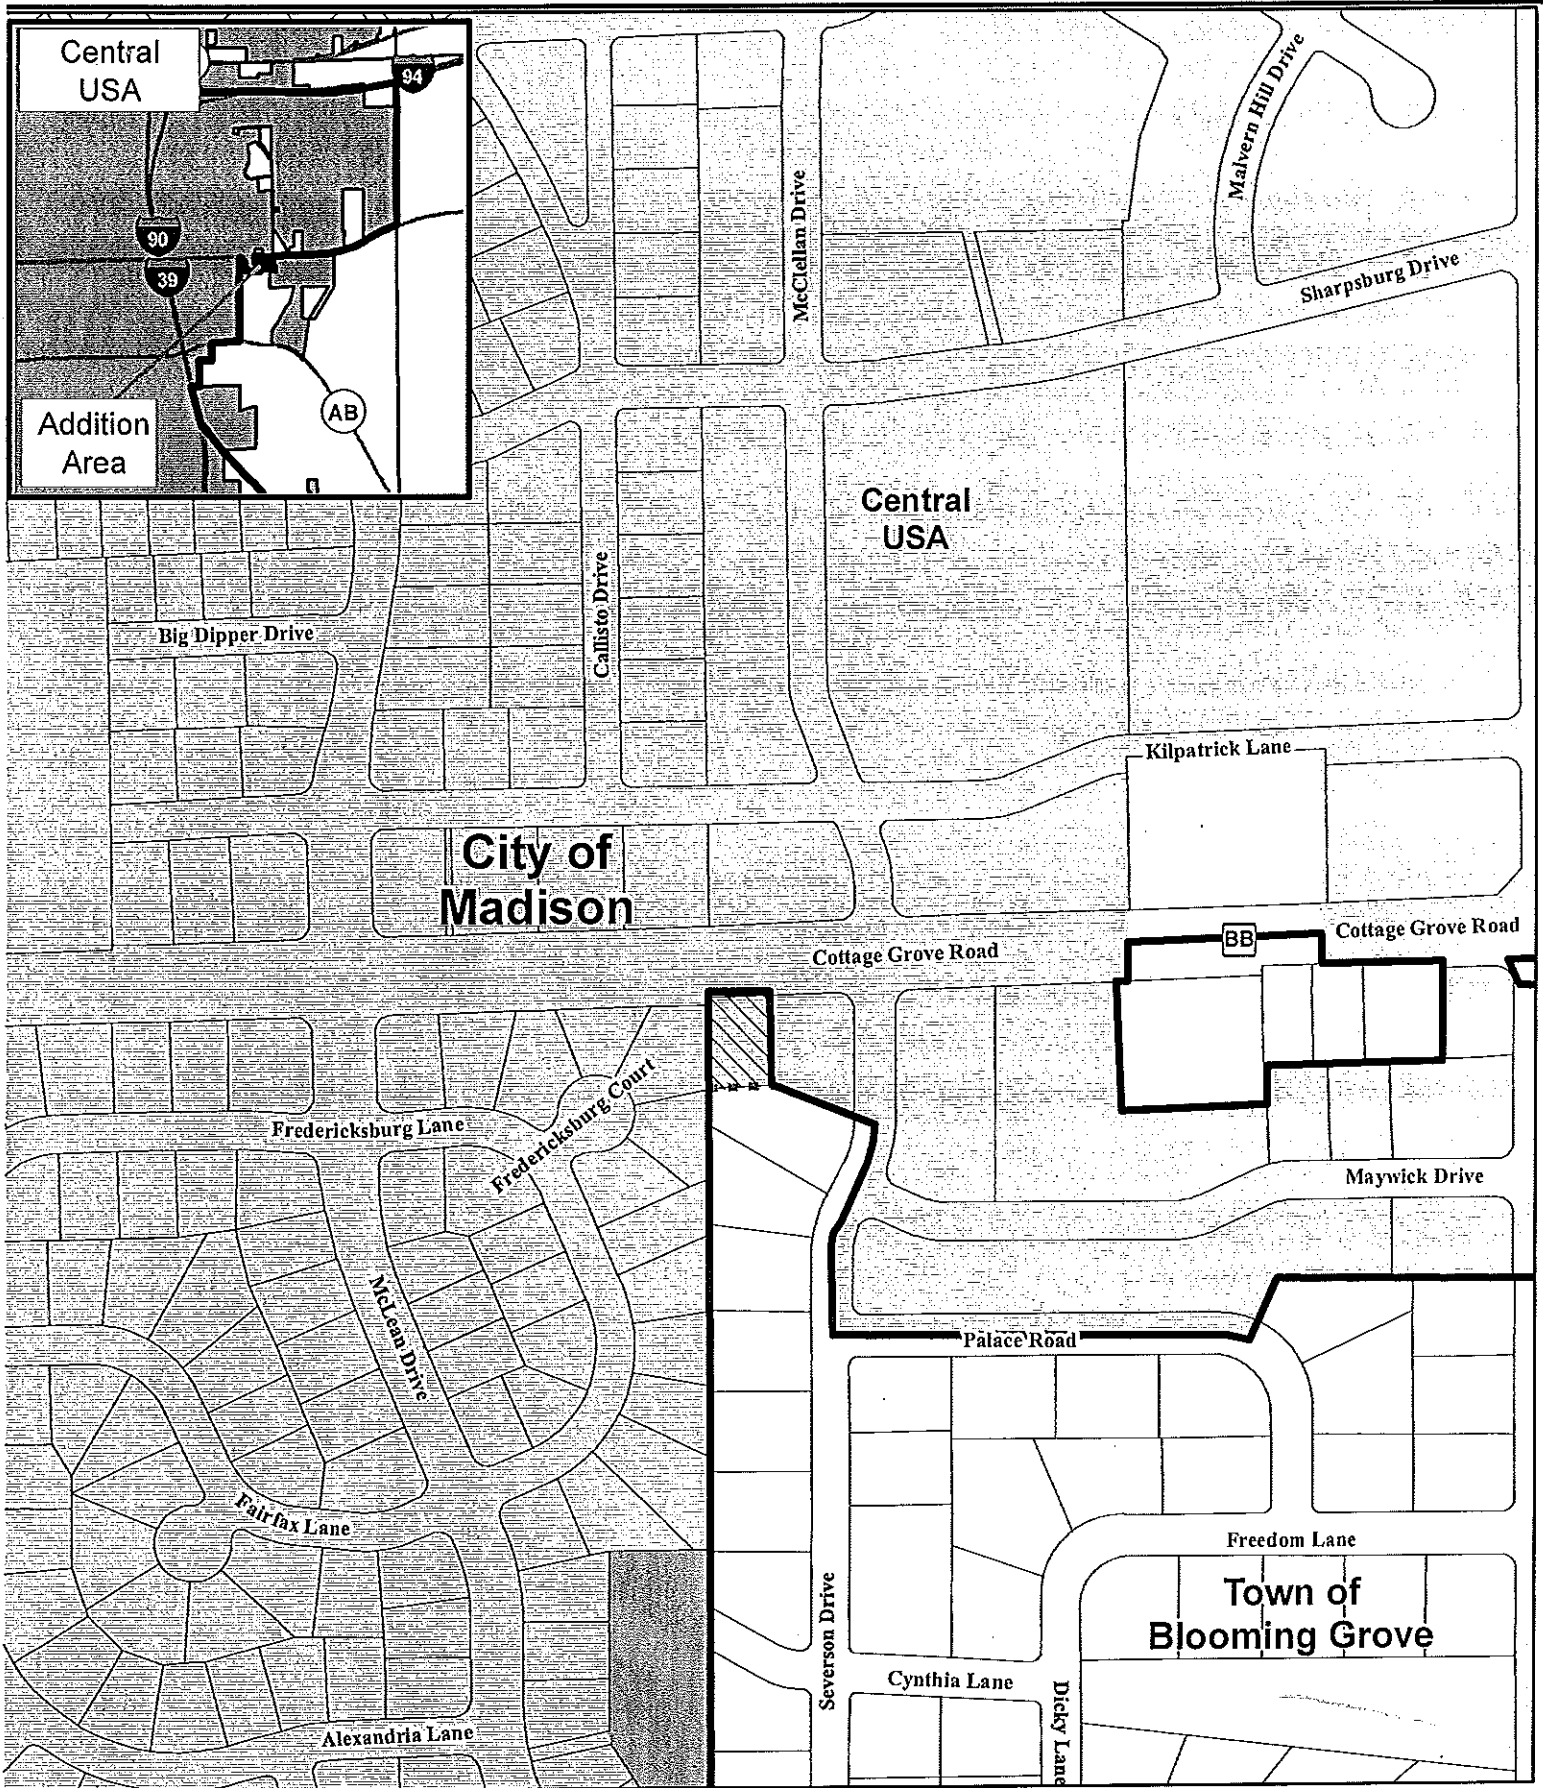 Central
USA
94
90
39
AB
Addition
Area
McClellan Drive
Malvern Hill Drive
Sharpsburg Drive
Central
USA
Callisto Drive
Big Dipper Drive
Kilpatrick Lane
City of
Madison
Cottage Grove Road
BB
Cottage Grove Road
Fredericksburg Lane
Fredericksburg Court
Maywick Drive
McLean Drive
Palace Road
Fairfax Lane
Freedom Lane
Town of
Blooming Grove
Severson Drive
Cynthia Lane
Dicky Lane
Alexandria Lane